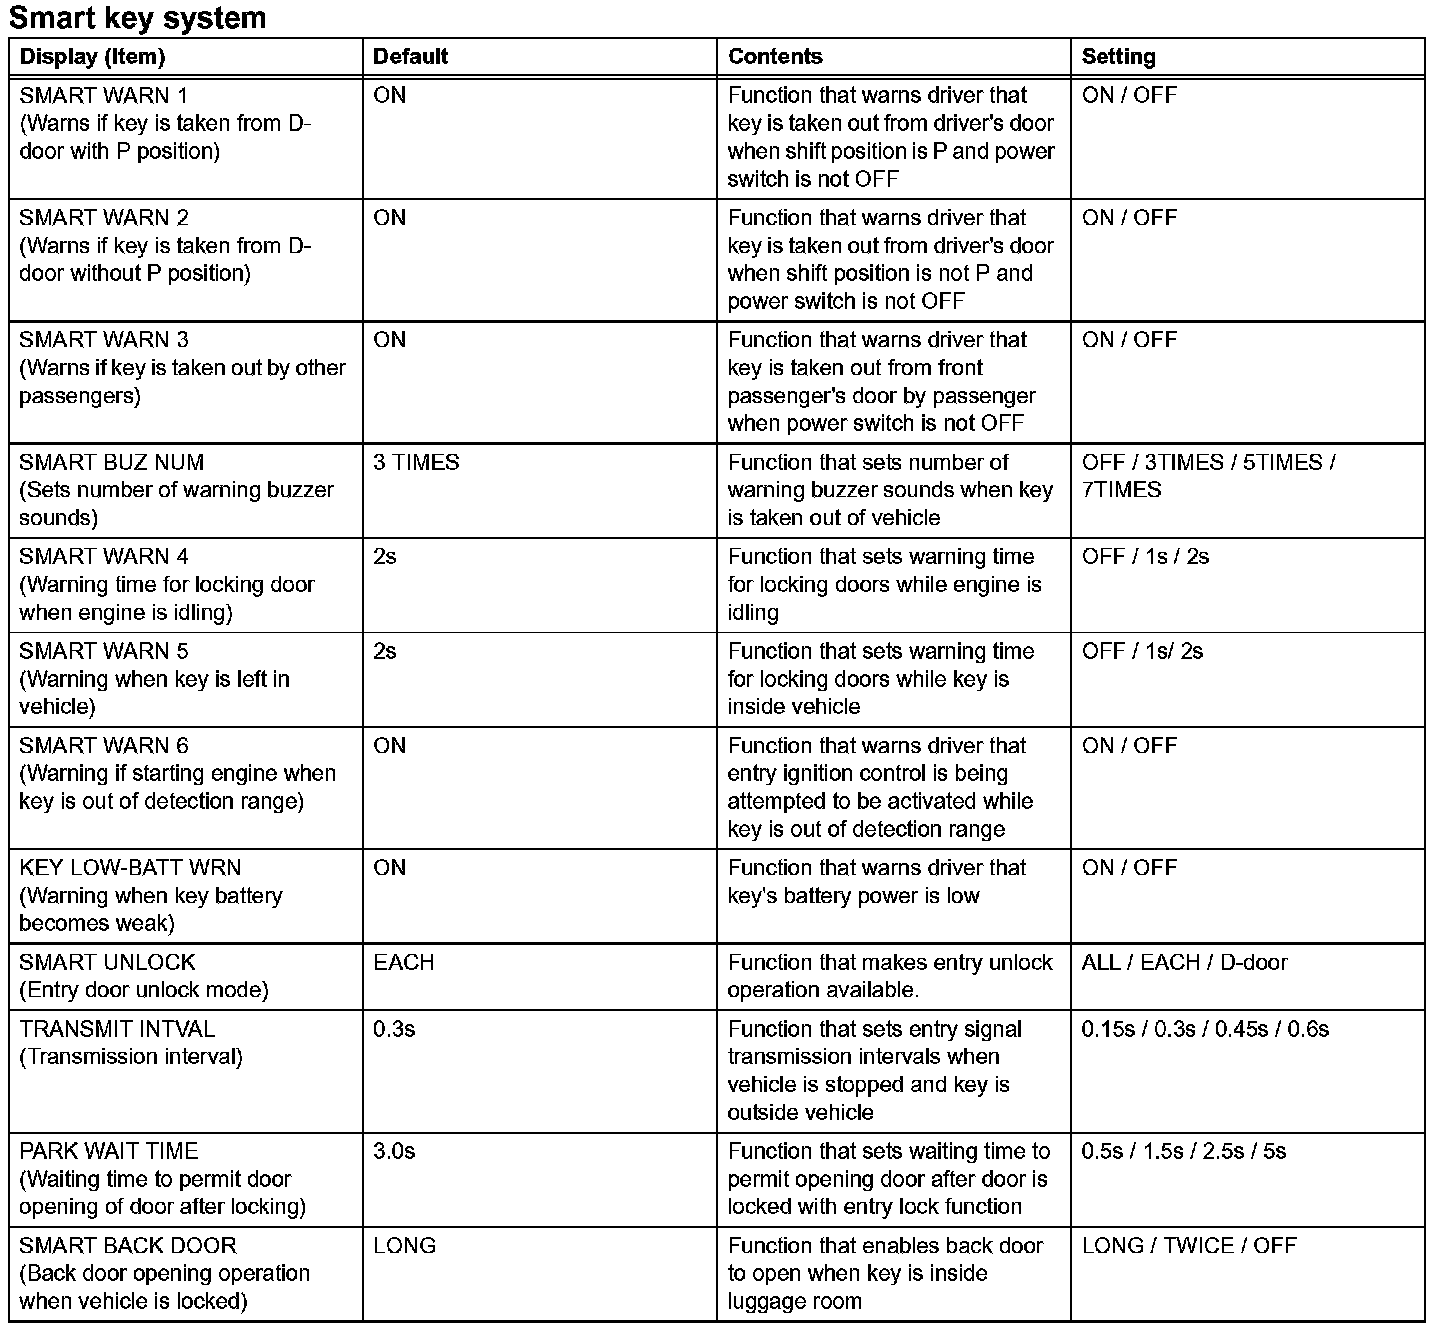 Smart key system
Display (Item)
Default
Contents
Setting
SMART WARN 1
(Warns if key is taken from D-
door with P position)
ON
Function that warns driver that
key is taken out from driver's door
when shift position is P and power
switch is not OFF
ON / OFF
SMART WARN 2
(Warns if key is taken from D-
door without P position)
ON
Function that warns driver that
key is taken out from driver's door
when shift position is not P and
power switch is not OFF
ON / OFF
SMART WARN 3
(Warns if key is taken out by other
passengers)
ON
Function that warns driver that
key is taken out from front
passenger's door by passenger
when power switch is not OFF
ON / OFF
SMART BUZ NUM
(Sets number of warning buzzer
sounds)
3 TIMES
Function that sets number of
warning buzzer sounds when key
is taken out of vehicle
OFF / 3TIMES / 5TIMES /
7TIMES
SMART WARN 4
(Warning time for locking door
when engine is idling)
2s
Function that sets warning time
for locking doors while engine is
idling
OFF / 1s / 2s
SMART WARN 5
(Warning when key is left in
vehicle)
2s
Function that sets warning time
for locking doors while key is
inside vehicle
OFF / 1s/ 2s
SMART WARN 6
(Warning if starting engine when
key is out of detection range)
ON
Function that warns driver that
entry ignition control is being
attempted to be activated while
key is out of detection range
ON / OFF
KEY LOW-BATT WRN
(Warning when key battery
becomes weak)
ON
Function that warns driver that
key's battery power is low
ON / OFF
SMART UNLOCK
(Entry door unlock mode)
EACH
Function that makes entry unlock
operation available.
ALL / EACH / D-door
TRANSMIT INTVAL
(Transmission interval)
0.3s
Function that sets entry signal
transmission intervals when
vehicle is stopped and key is
outside vehicle
0.15s / 0.3s / 0.45s / 0.6s
PARK WAIT TIME
(Waiting time to permit door
opening of door after locking)
3.0s
Function that sets waiting time to
permit opening door after door is
locked with entry lock function
0.5s / 1.5s / 2.5s / 5s
SMART BACK DOOR
(Back door opening operation
when vehicle is locked)
LONG
Function that enables back door
to open when key is inside
luggage room
LONG / TWICE / OFF